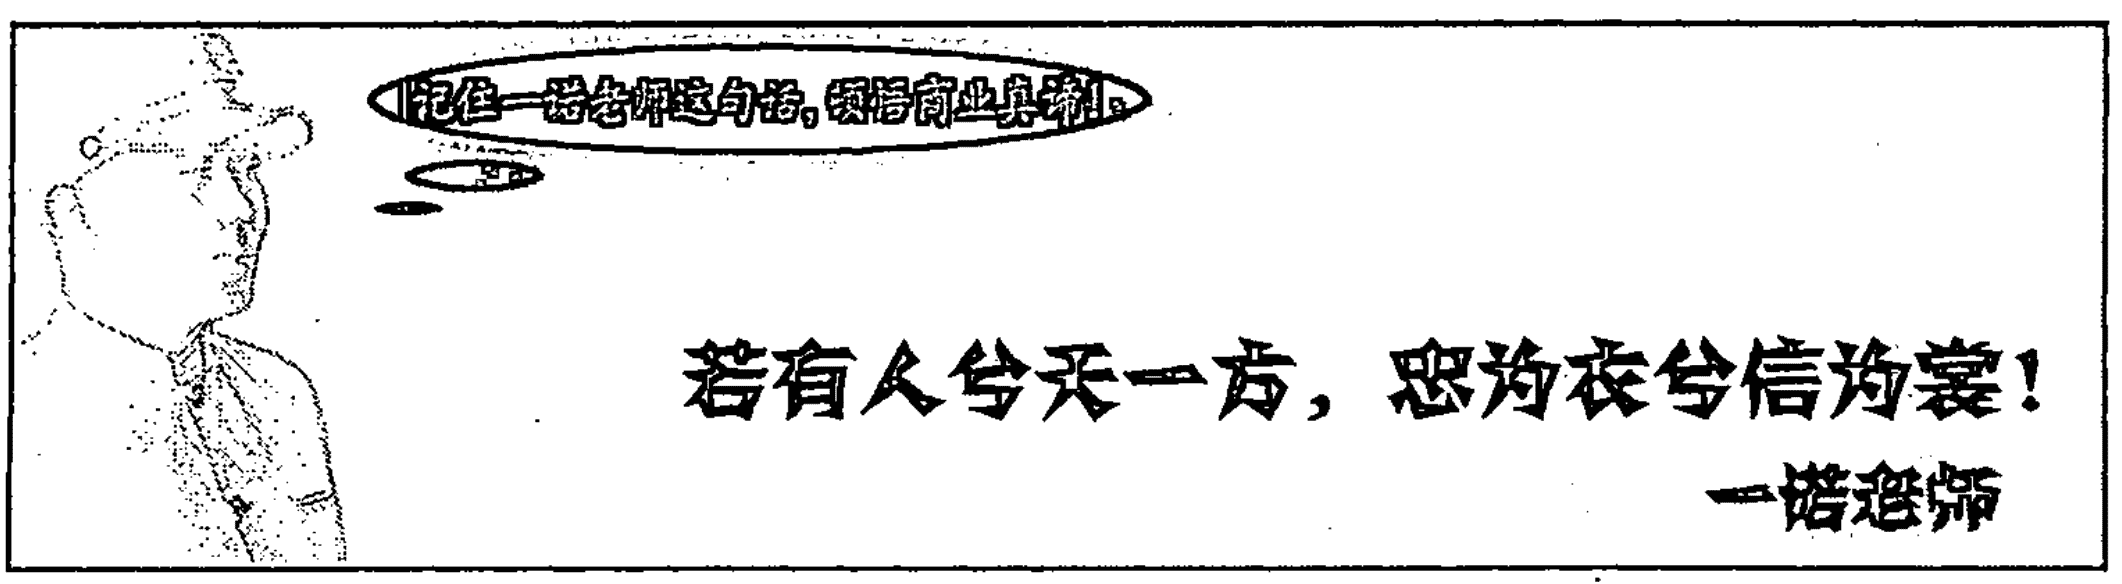 记住一诺老师这句话,领悟商业真谛!
若有人兮天一方，忠为衣兮信为裳！
一诺老师